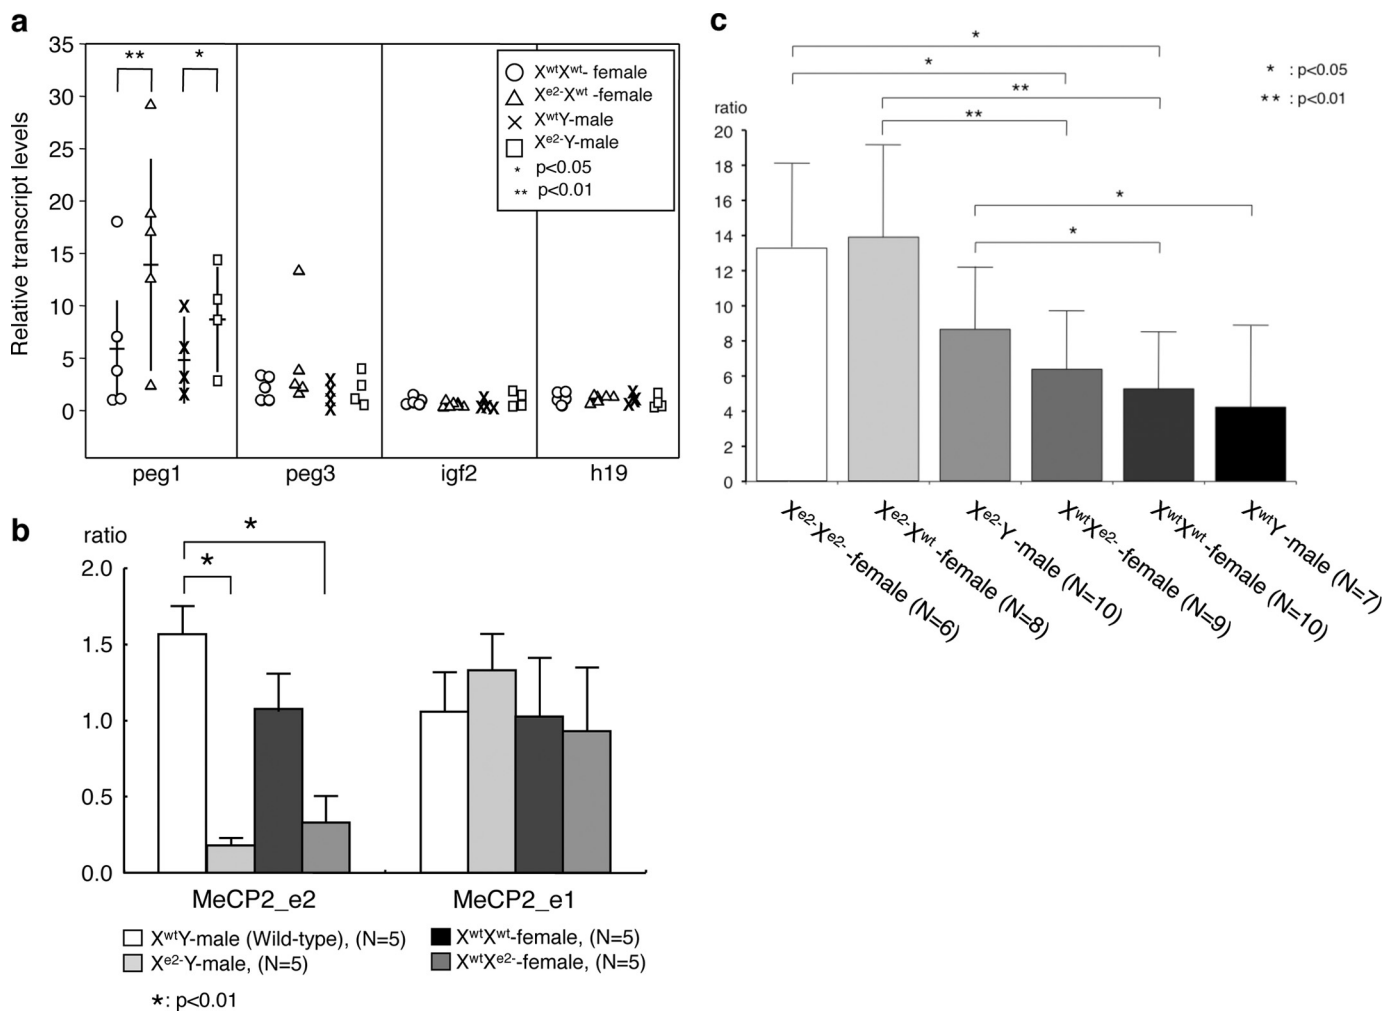 a
Relative transcript levels
35
30
25
20
15
10
5
0
** *
XwtXwt- female
Xe2-Xwt -female
XwtY-male
Xe2-Y-male
* p<0.05
** p<0.01
peg1 peg3 igf2 h19
b
ratio
2.0
1.5
1.0
0.5
0.0
*
*
MeCP2_e2 MeCP2_e1
XwtY-male (Wild-type), (N=5)
Xe2-Y-male, (N=5)
XwtXwt-female, (N=5)
XwtXe2--female, (N=5)
*: p<0.01
c
*
*
**
**
*
*
* : p<0.05
** : p<0.01
ratio
20
18
16
14
12
10
8
6
4
2
0
Xe2-Xe2--female (N=6)
Xe2-Xwt -female (N=8)
Xe2-Y -male (N=10)
XwtXe2- -female (N=9)
XwtXwt -female (N=10)
XwtY -male (N=7)